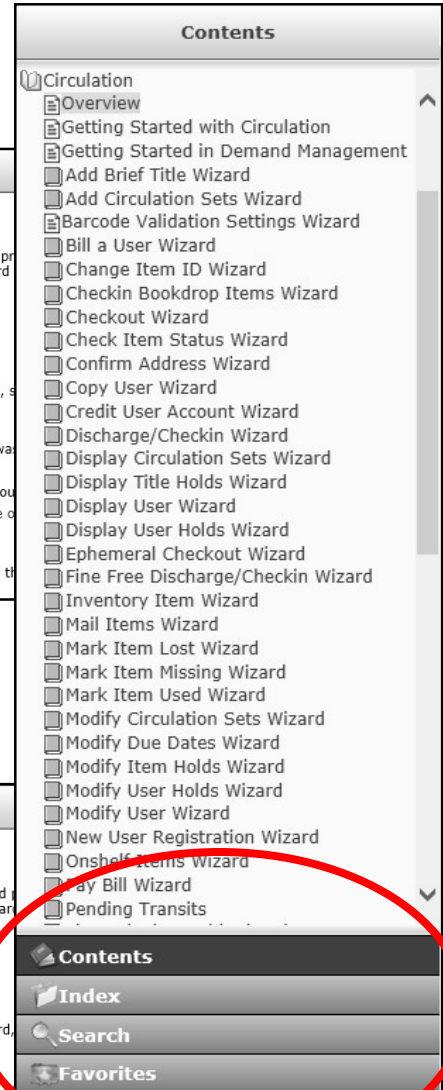 Contents
Circulation
Overview
Getting Started with Circulation
Getting Started in Demand Management
Add Brief Title Wizard
Add Circulation Sets Wizard
Barcode Validation Settings Wizard
Bill a User Wizard
Change Item ID Wizard
Checkin Bookdrop Items Wizard
Checkout Wizard
Check Item Status Wizard
Confirm Address Wizard
Copy User Wizard
Credit User Account Wizard
Discharge/Checkin Wizard
Display Circulation Sets Wizard
Display Title Holds Wizard
Display User Wizard
Display User Holds Wizard
Ephemeral Checkout Wizard
Fine Free Discharge/Checkin Wizard
Inventory Item Wizard
Mail Items Wizard
Mark Item Lost Wizard
Mark Item Missing Wizard
Mark Item Used Wizard
Modify Circulation Sets Wizard
Modify Due Dates Wizard
Modify Item Holds Wizard
Modify User Holds Wizard
Modify User Wizard
New User Registration Wizard
Onshelf Items Wizard
Pay Bill Wizard
Pending Transits
Contents
Index
Search
Favorites